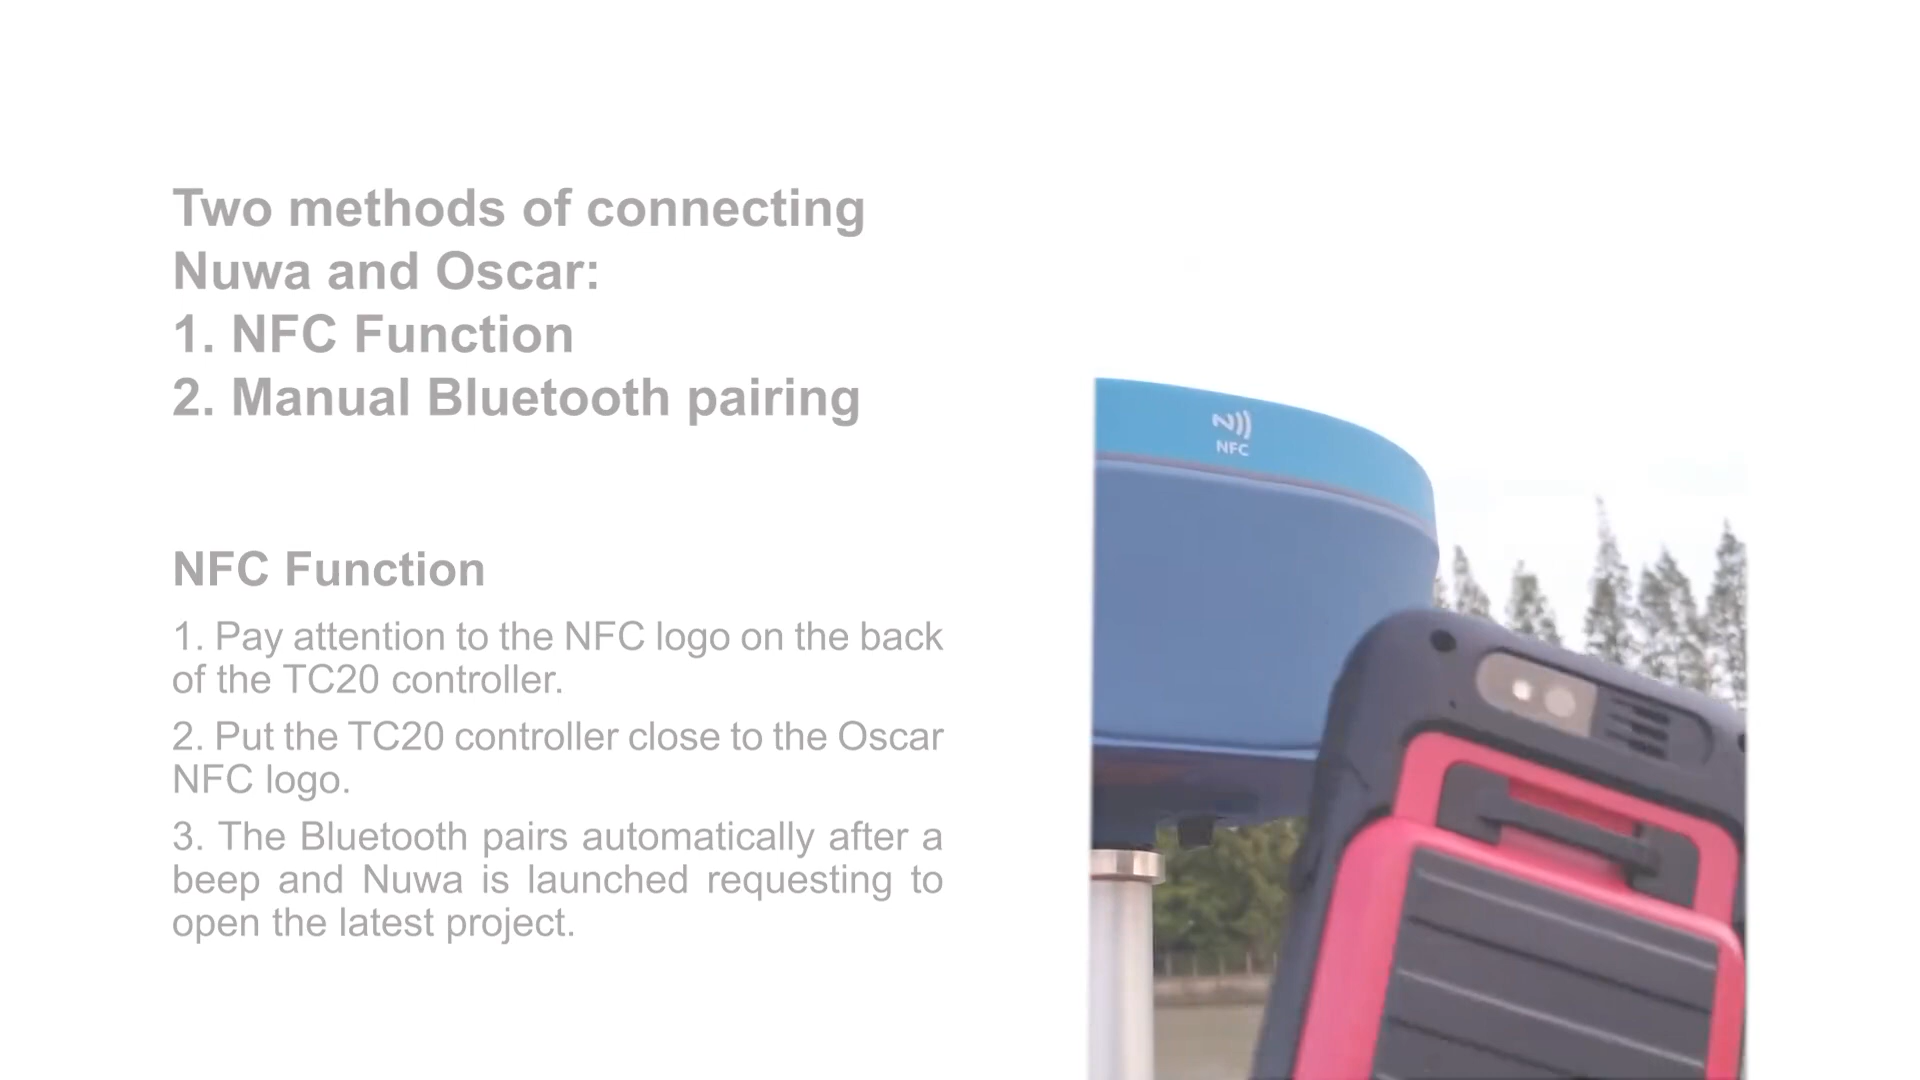 Two methods of connecting
Nuwa and Oscar:
1. NFC Function
2. Manual Bluetooth pairing
NFC Function
1. Pay attention to the NFC logo on the back
of the TC20 controller.
2. Put the TC20 controller close to the Oscar
NFC logo.
3. The Bluetooth pairs automatically after a
beep and Nuwa is launched requesting to
open the latest project.
NFC